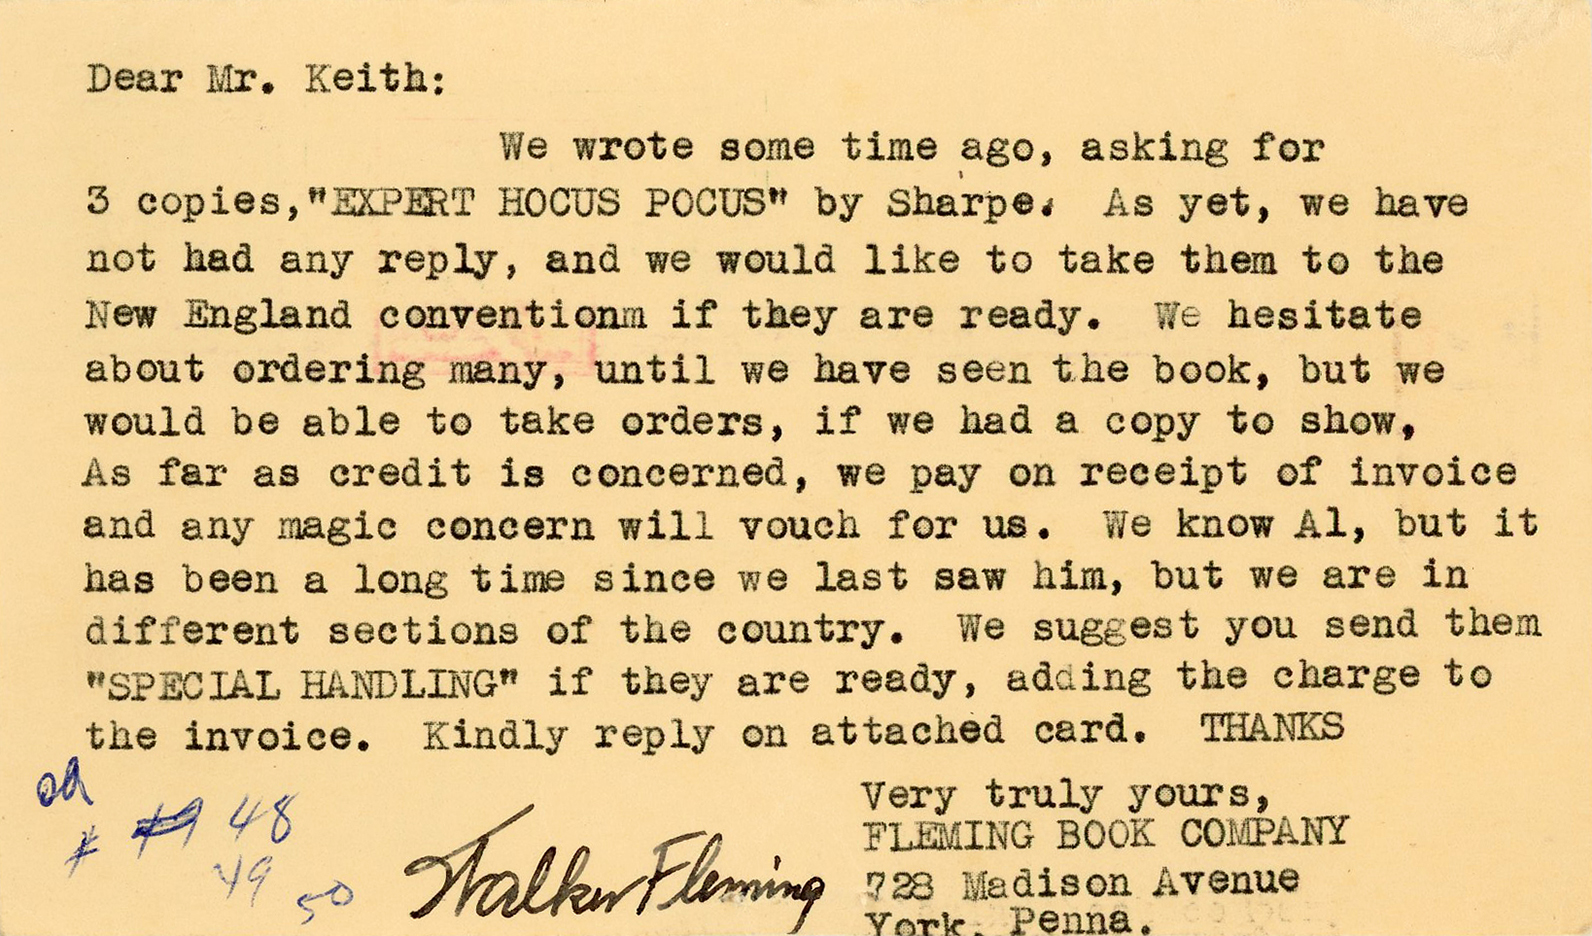 Dear Mr. Keith:
We wrote some time ago, asking for
3 copies,"EXPERT HOCUS POCUS" by Sharpe. As yet, we have
not had any reply, and we would like to take them to the
New England conventionm if they are ready. We hesitate
about ordering many, until we have seen the book, but we
would be able to take orders, if we had a copy to show,
As far as credit is concerned, we pay on receipt of invoice
and any magic concern will vouch for us. We know Al, but it
has been a long time since we last saw him, but we are in
different sections of the country. We suggest you send them
"SPECIAL HANDLING" if they are ready, adding the charge to
the invoice. Kindly reply on attached card. THANKS
Very truly yours,
FLEMING BOOK COMPANY
728 Madison Avenue
York, Penna.
Walker Fleming
48
49
50